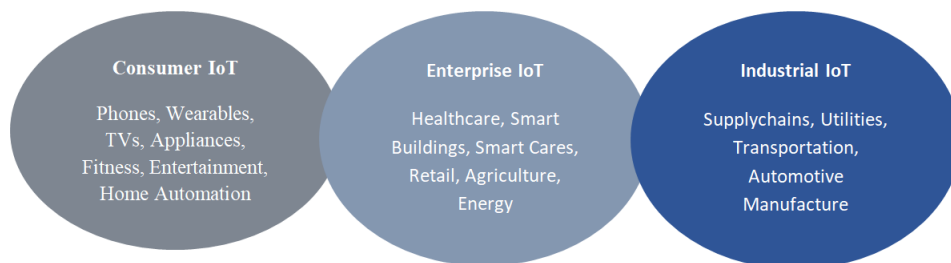 Consumer IoT
Phones, Wearables,
TVs, Appliances,
Fitness, Entertainment,
Home Automation
Enterprise IoT
Healthcare, Smart
Buildings, Smart Cares,
Retail, Agriculture,
Energy
Industrial IoT
Supplychains, Utilities,
Transportation,
Automotive
Manufacture